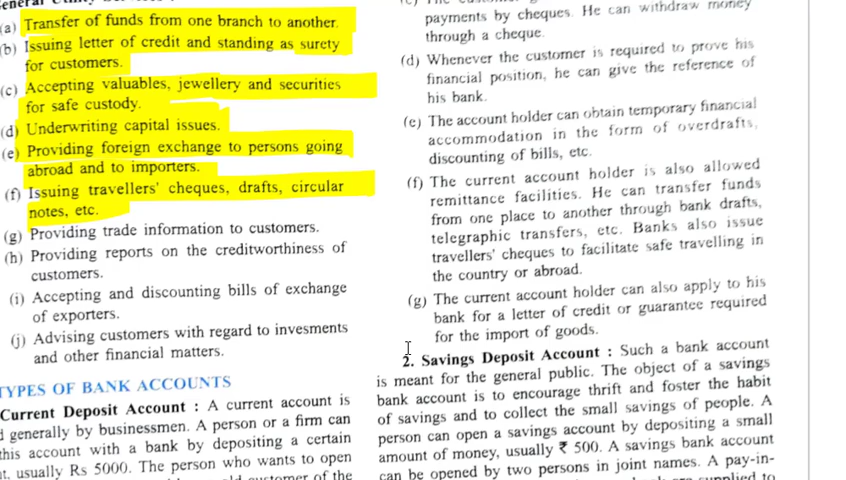 General Utility
(a) Transfer of funds from one branch to another.
(b) Issuing letter of credit and standing as surety
for customers.
(c) Accepting valuables, jewellery and securities
for safe custody.
(d) Underwriting capital issues.
(e) Providing foreign exchange to persons going
abroad and to importers.
(f) Issuing travellers' cheques, drafts, circular
notes, etc.
(g) Providing trade information to customers.
(h) Providing reports on the creditworthiness of
customers.
(i) Accepting and discounting bills of exchange
of exporters.
(j) Advising customers with regard to invesments
and other financial matters.
TYPES OF BANK ACCOUNTS
Current Deposit Account : A current account is
generally by businessmen. A person or a firm can
this account with a bank by depositing a certain
usually Rs 5000. The person who wants to open
customer of the
payments by cheques. He can withdraw money
through a cheque.
(d) Whenever the customer is required to prove his
financial position, he can give the reference of
his bank.
(e) The account holder can obtain temporary financial
accommodation in the form of overdrafts,
discounting of bills, etc.
(f) The current account holder is also allowed
remittance facilities. He can transfer funds
from one place to another through bank drafts,
telegraphic transfers, etc. Banks also issue
travellers' cheques to facilitate safe travelling in
the country or abroad.
(g) The current account holder can also apply to his
bank for a letter of credit or guarantee required
for the import of goods.
2. Savings Deposit Account : Such a bank account
is meant for the general public. The object of a savings
bank account is to encourage thrift and foster the habit
of savings and to collect the small savings of people. A
person can open a savings account by depositing a small
amount of money, usually ₹ 500. A savings bank account
can be opened by two persons in joint names. A pay-in-
are supplied to